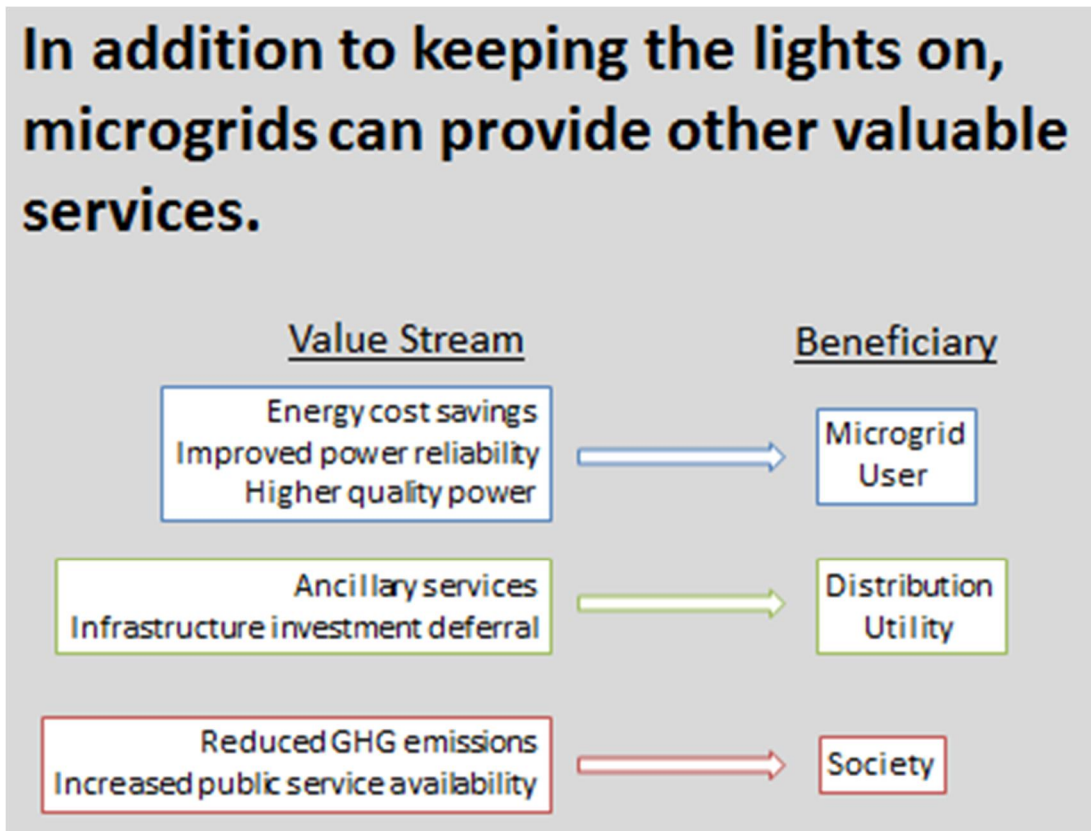 In addition to keeping the lights on,
microgrids can provide other valuable
services.
Value Stream
Beneficiary
Energy cost savings
Improved power reliability
Higher quality power
Microgrid
User
Ancillary services
Infrastructure investment deferral
Distribution
Utility
Reduced GHG emissions
Increased public service availability
Society